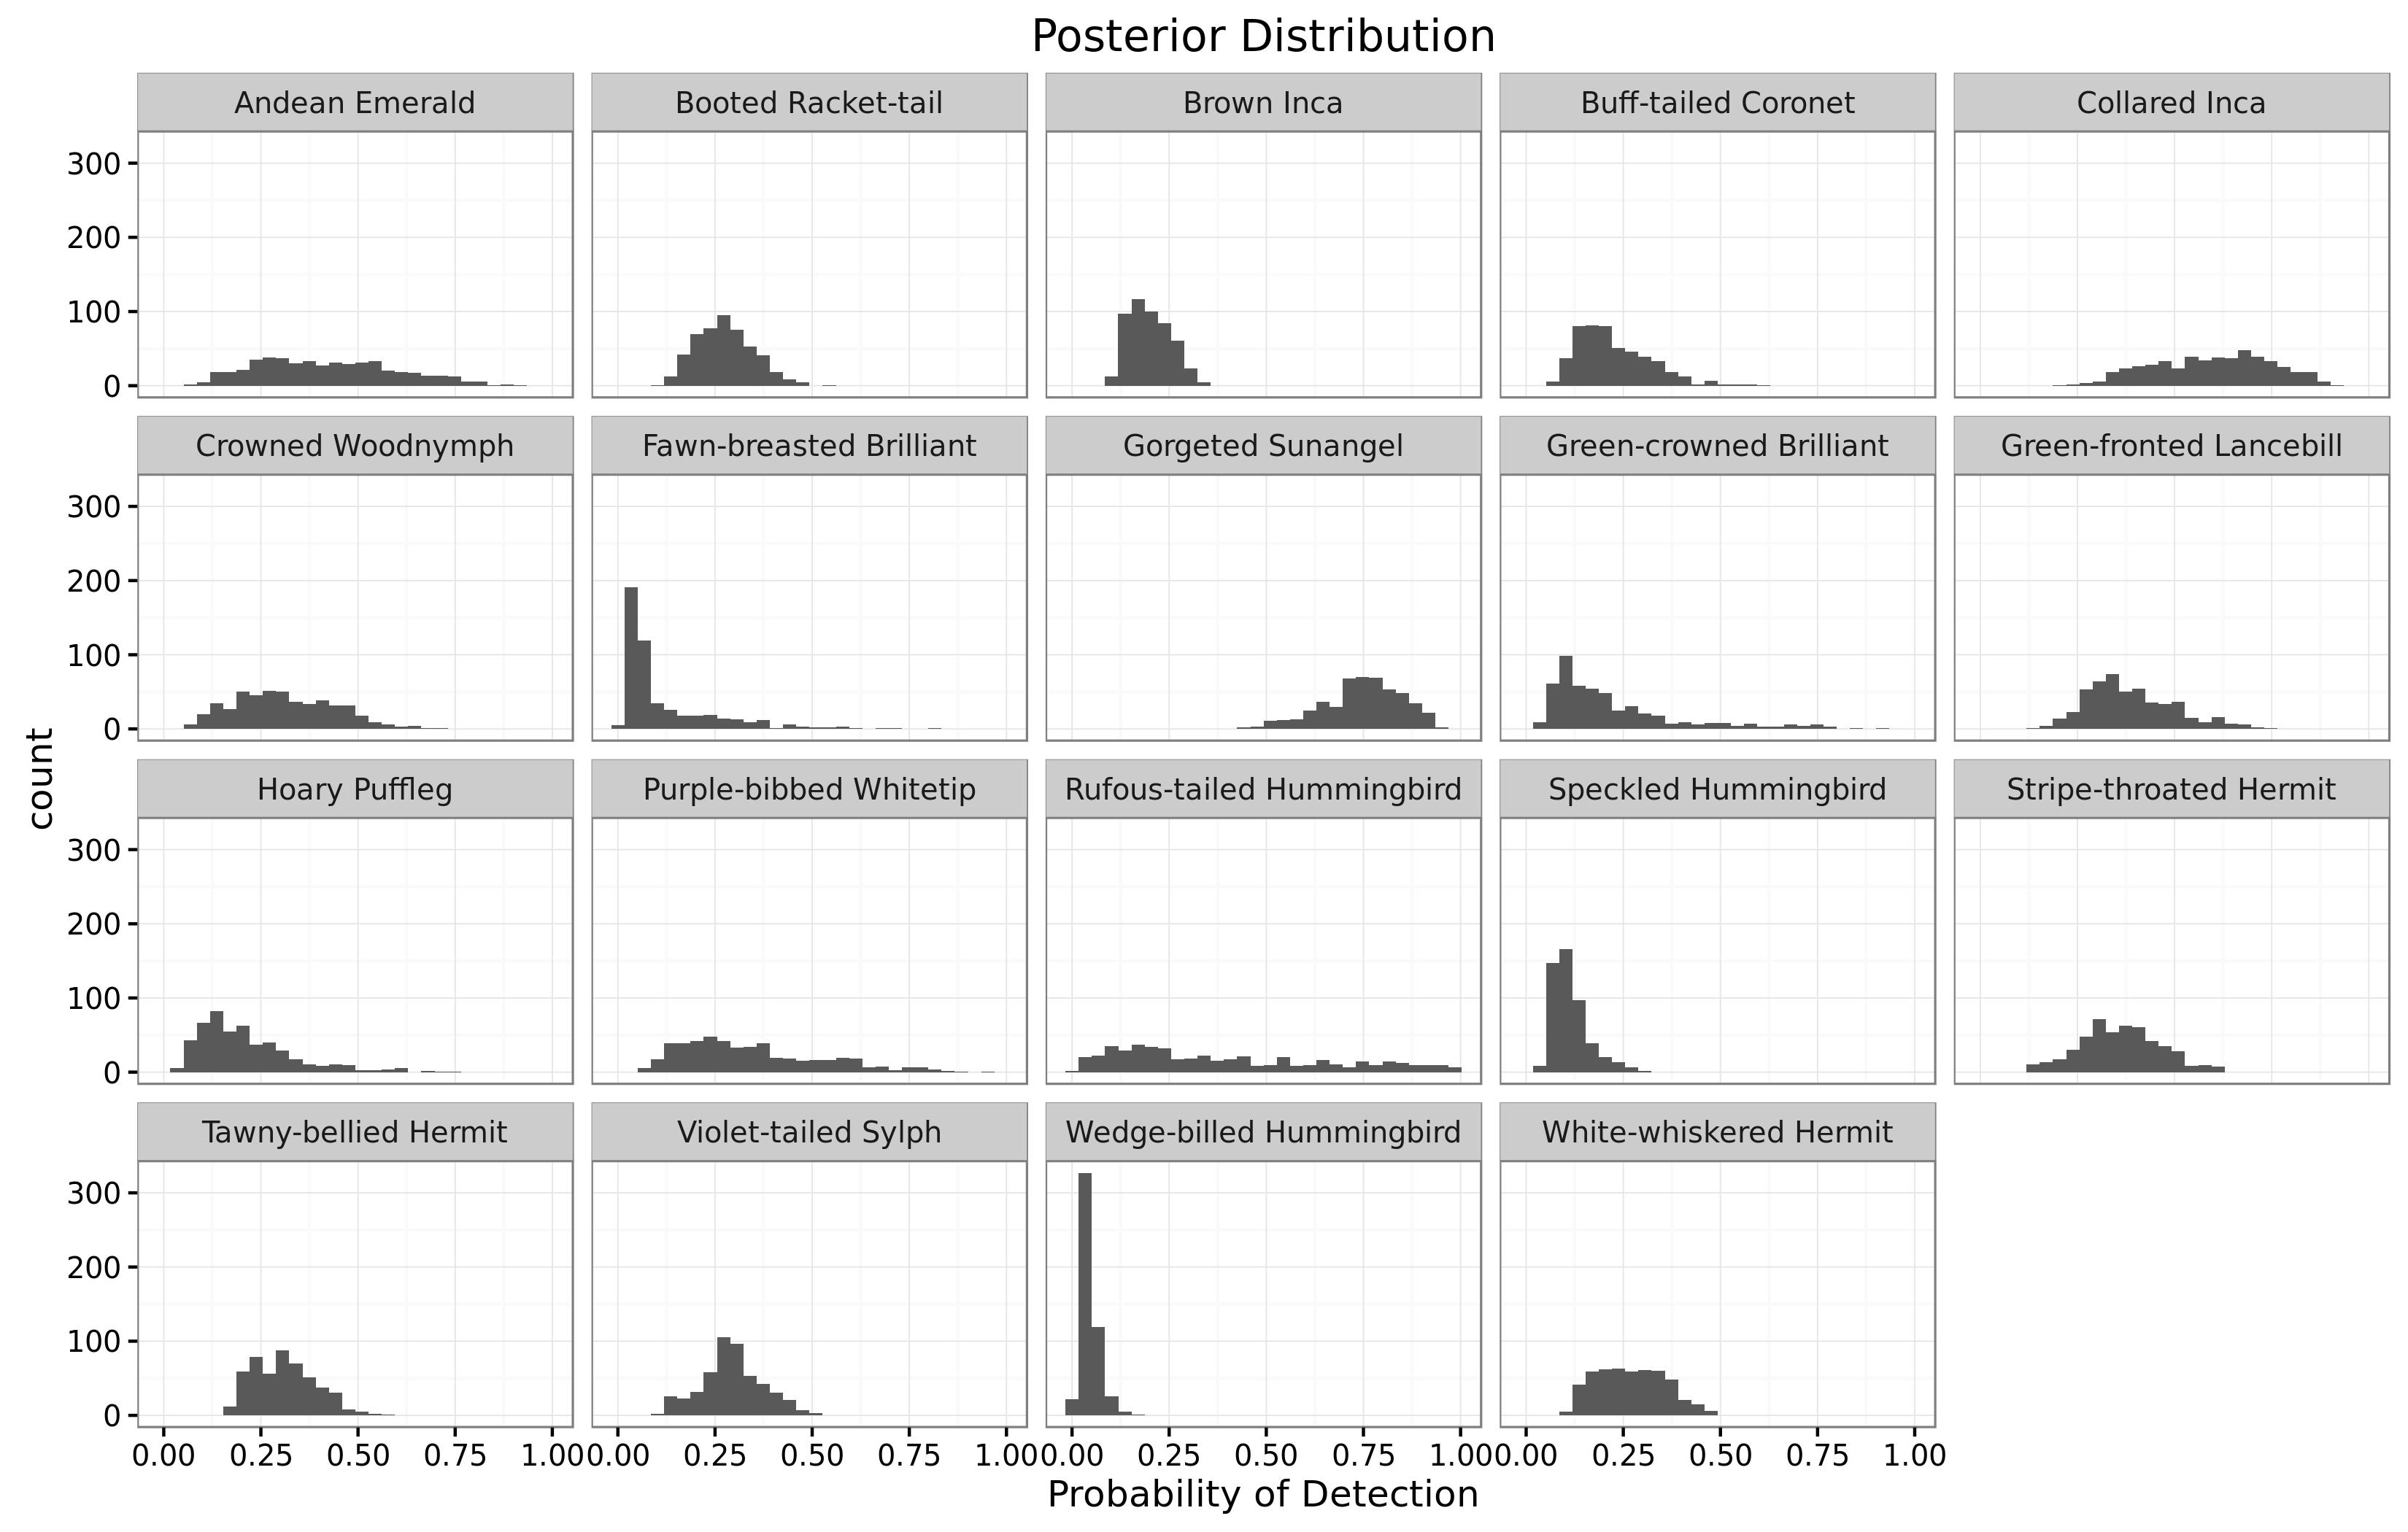 Posterior Distribution
Andean Emerald
Booted Racket-tail
Brown Inca
Buff-tailed Coronet
Collared Inca
300
200
100
0
Crowned Woodnymph
Fawn-breasted Brilliant
Gorgeted Sunangel
Green-crowned Brilliant
Green-fronted Lancebill
300
200
100
0
count
Hoary Puffleg
Purple-bibbed Whitetip
Rufous-tailed Hummingbird
Speckled Hummingbird
Stripe-throated Hermit
300
200
100
0
Tawny-bellied Hermit
Violet-tailed Sylph
Wedge-billed Hummingbird
White-whiskered Hermit
300
200
100
0
0.00 0.25 0.50 0.75 1.00
0.00 0.25 0.50 0.75 1.00
0.00 0.25 0.50 0.75 1.00
0.00 0.25 0.50 0.75 1.00
Probability of Detection